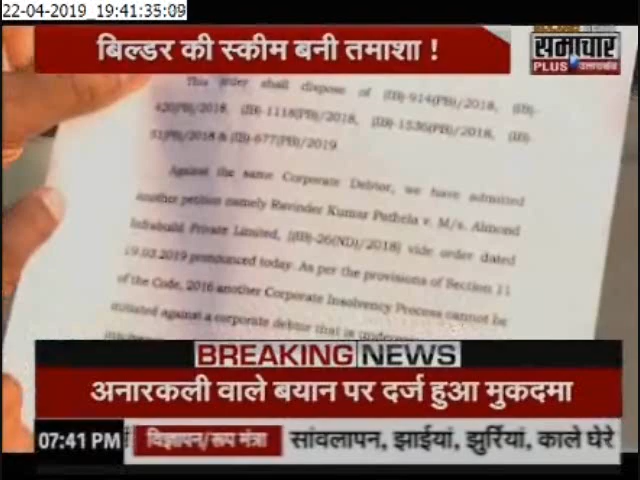 22-04-2019_19:41:35:09
बिल्डर की स्कीम बनी तमाशा !
समाचार
PLUS उत्तराखंड
This order shall dispose of (IB)-914(PB)/2018, (IB)-
420(PB)/2018, (IB)-1118(PB)/2018, (IB)-1536(PB)/2018, (IB)-
51(PB)/2018 & (IB)-677(PB)/2019
Against the same Corporate Debtor, we have admitted
another petition namely Ravinder Kumar Pathela v. M/s. Almond
Infrabuild Private Limited, (IB)-26(ND)/2018) vide order dated
19.03.2019 pronounced today. As per the provisions of Section 11
of the Code, 2016 another Corporate Insolvency Process cannot be
initiated against a corporate debtor that is
BREAKING NEWS
अनारकली वाले बयान पर दर्ज हुआ मुकदमा
07:41 PM विज्ञापन/रूप मंत्रा सांवलापन, झाईयां, झुर्रियां, काले घेरे